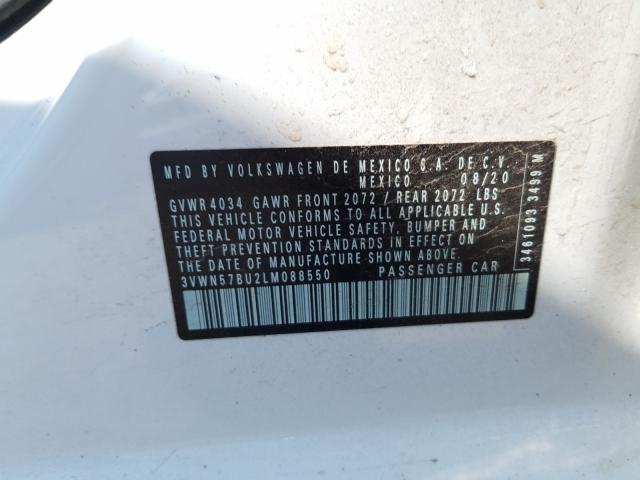 MFD BY VOLKSWAGEN DE MEXICO S.A. DE C.V.
MEXICO 08/20
GVWR 4034 GAWR FRONT 2072 / REAR 2072 LBS
THIS VEHICLE CONFORMS TO ALL APPLICABLE U.S.
FEDERAL MOTOR VEHICLE SAFETY, BUMPER AND
THEFT PREVENTION STANDARDS IN EFFECT ON
THE DATE OF MANUFACTURE SHOWN ABOVE.
3VWN57BU2LM088550 PASSENGER CAR
3461093 3499 M